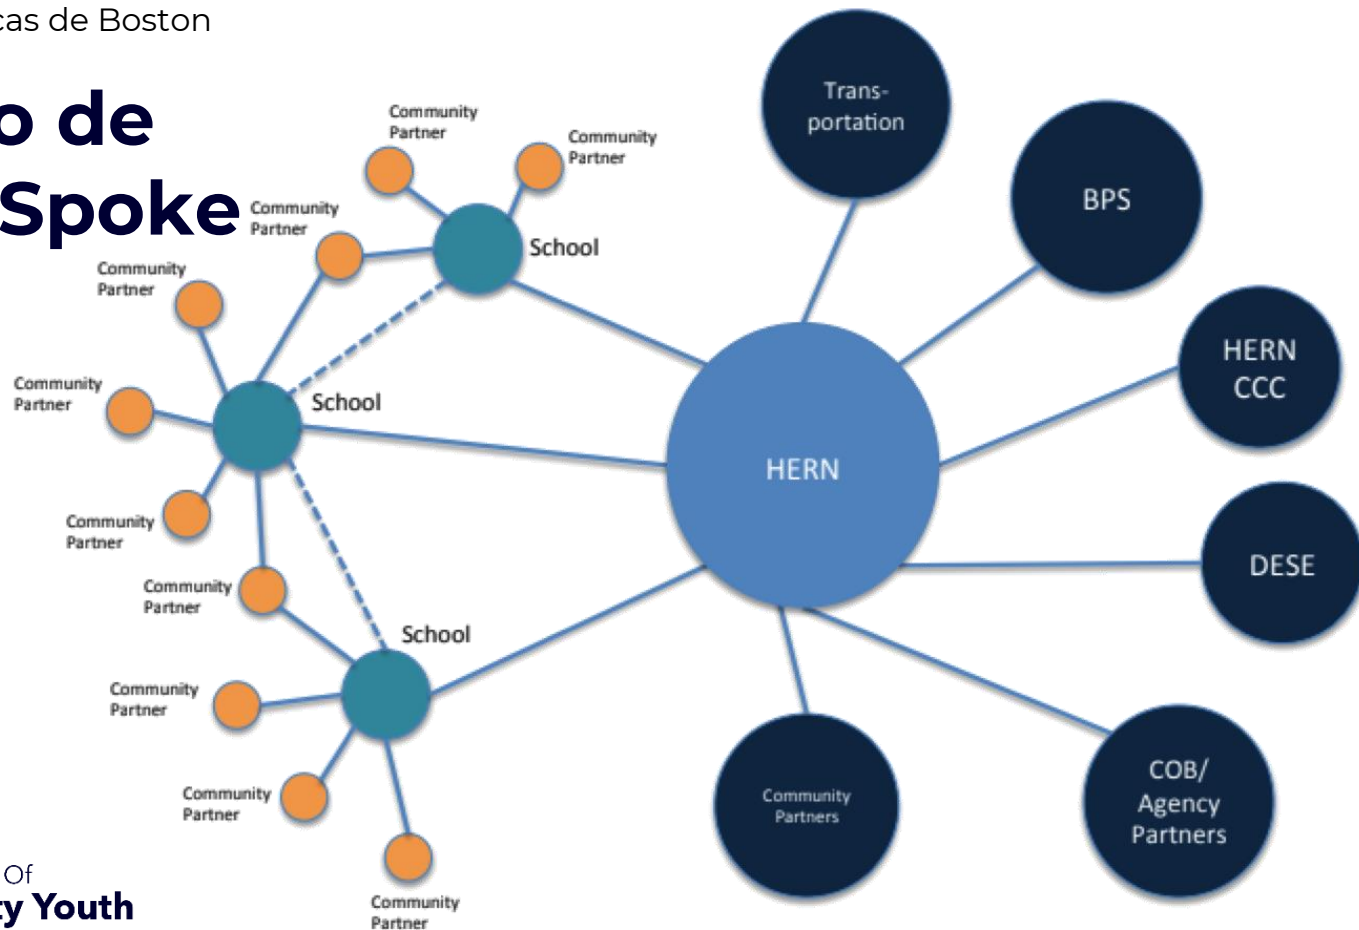 cas de Boston
o de
Spoke
Community
Partner
Community
Partner
Community
Partner
School
Community
Partner
Community
Partner
School
Community
Partner
Community
Partner
School
Community
Partner
Community
Partner
Community
Partner
Trans-
portation
BPS
HERN
CCC
HERN
DESE
COB/
Agency
Partners
Community
Partners
Of
ty Youth